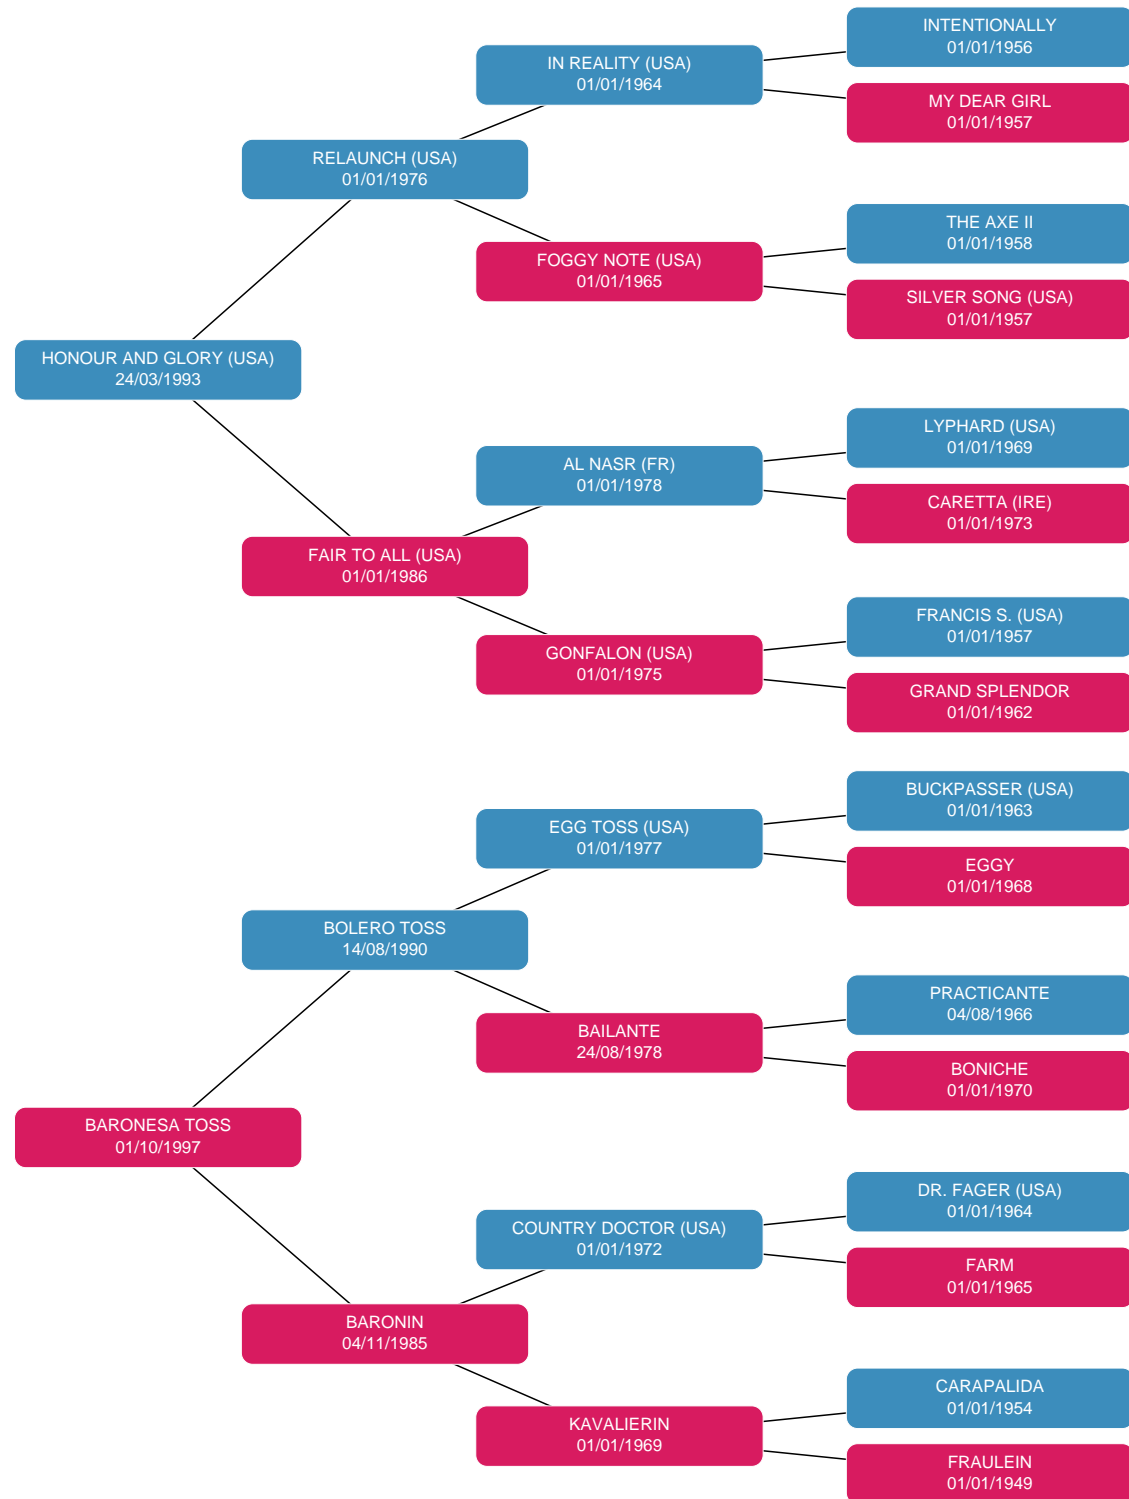 INTENTIONALLY
01/01/1956
IN REALITY (USA)
01/01/1964
MY DEAR GIRL
01/01/1957
RELAUNCH (USA)
01/01/1976
THE AXE II
01/01/1958
FOGGY NOTE (USA)
01/01/1965
SILVER SONG (USA)
01/01/1957
HONOUR AND GLORY (USA)
24/03/1993
LYPHARD (USA)
01/01/1969
AL NASR (FR)
01/01/1978
CARETTA (IRE)
01/01/1973
FAIR TO ALL (USA)
01/01/1986
FRANCIS S. (USA)
01/01/1957
GONFALON (USA)
01/01/1975
GRAND SPLENDOR
01/01/1962
BUCKPASSER (USA)
01/01/1963
EGG TOSS (USA)
01/01/1977
EGGY
01/01/1968
BOLERO TOSS
14/08/1990
PRACTICANTE
04/08/1966
BAILANTE
24/08/1978
BONICHE
01/01/1970
BARONESA TOSS
01/10/1997
DR. FAGER (USA)
01/01/1964
COUNTRY DOCTOR (USA)
01/01/1972
FARM
01/01/1965
BARONIN
04/11/1985
CARAPALIDA
01/01/1954
KAVALIERIN
01/01/1969
FRAULEIN
01/01/1949